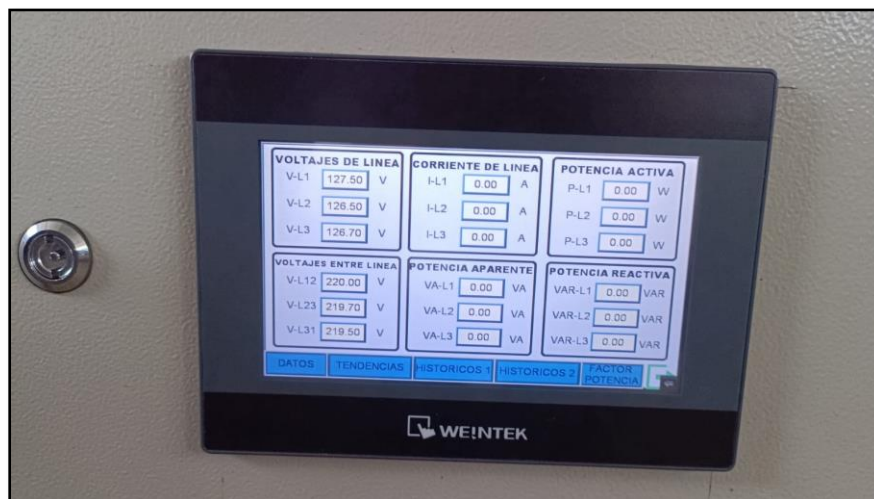 VOLTAJES DE LINEA
V-L1 127.50 V
V-L2 126.50 V
V-L3 126.70 V
CORRIENTE DE LINEA
I-L1 0.00 A
I-L2 0.00 A
I-L3 0.00 A
POTENCIA ACTIVA
P-L1 0.00 W
P-L2 0.00 W
P-L3 0.00 W
VOLTAJES ENTRE LINEA
V-L12 220.00 V
V-L23 219.70 V
V-L31 219.50 V
POTENCIA APARENTE
VA-L1 0.00 VA
VA-L2 0.00 VA
VA-L3 0.00 VA
POTENCIA REACTIVA
VAR-L1 0.00 VAR
VAR-L2 0.00 VAR
VAR-L3 0.00 VAR
DATOS TENDENCIAS HISTORICOS 1 HISTORICOS 2 FACTOR
POTENCIA
WEINTEK